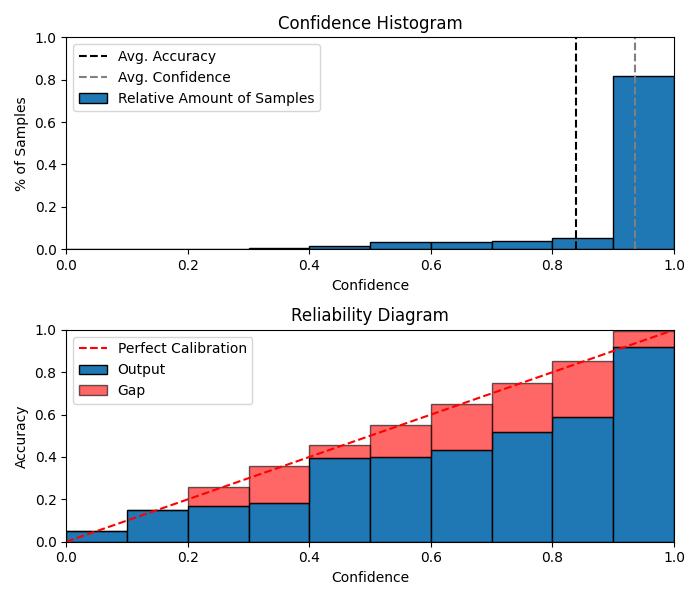 Confidence Histogram
1.0
0.8
0.6
0.4
0.2
0.0
% of Samples
Avg. Accuracy
Avg. Confidence
Relative Amount of Samples
0.0 0.2 0.4 0.6 0.8 1.0
Confidence
Reliability Diagram
1.0
0.8
0.6
0.4
0.2
0.0
Accuracy
Perfect Calibration
Output
Gap
0.0 0.2 0.4 0.6 0.8 1.0
Confidence